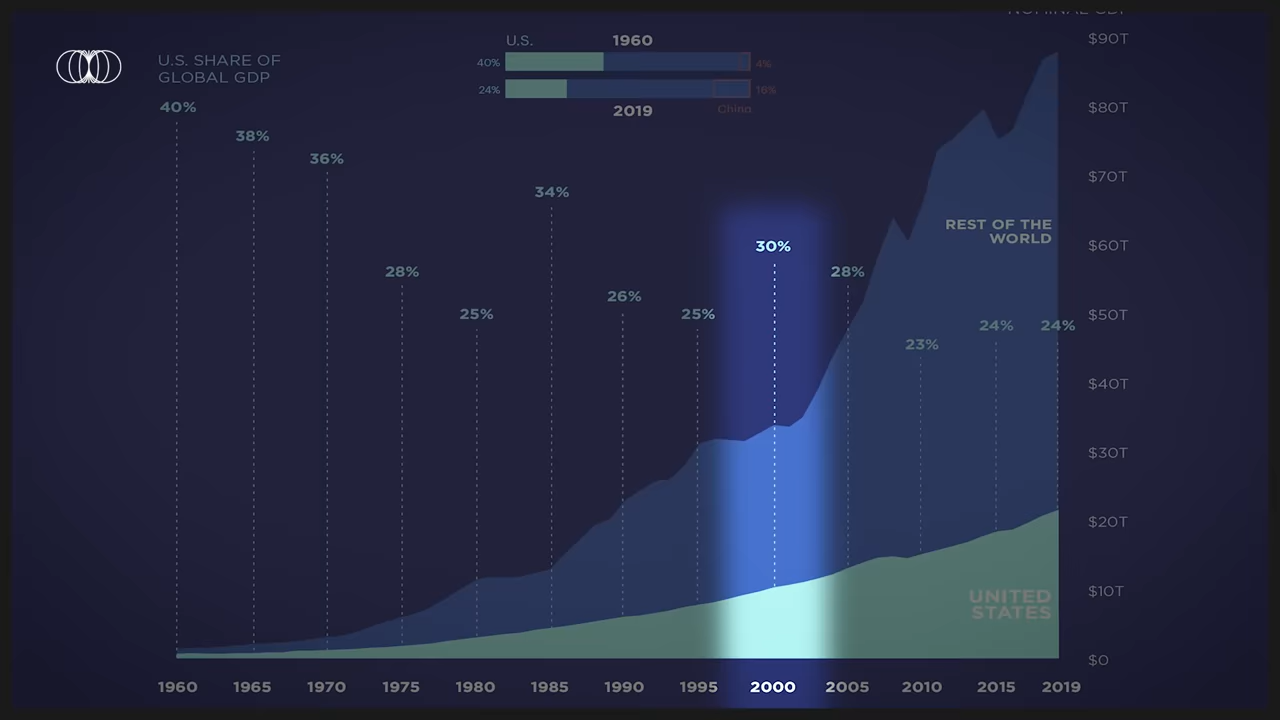 NOMINAL GDP
U.S. SHARE OF
GLOBAL GDP
U.S.
1960
40%
4%
24%
16%
2019
China
$90T
$80T
$70T
$60T
$50T
$40T
$30T
$20T
$10T
$0
40%
38%
36%
28%
25%
34%
26%
25%
30%
28%
23%
24%
24%
REST OF THE
WORLD
UNITED
STATES
1960 1965 1970 1975 1980 1985 1990 1995 2000 2005 2010 2015 2019